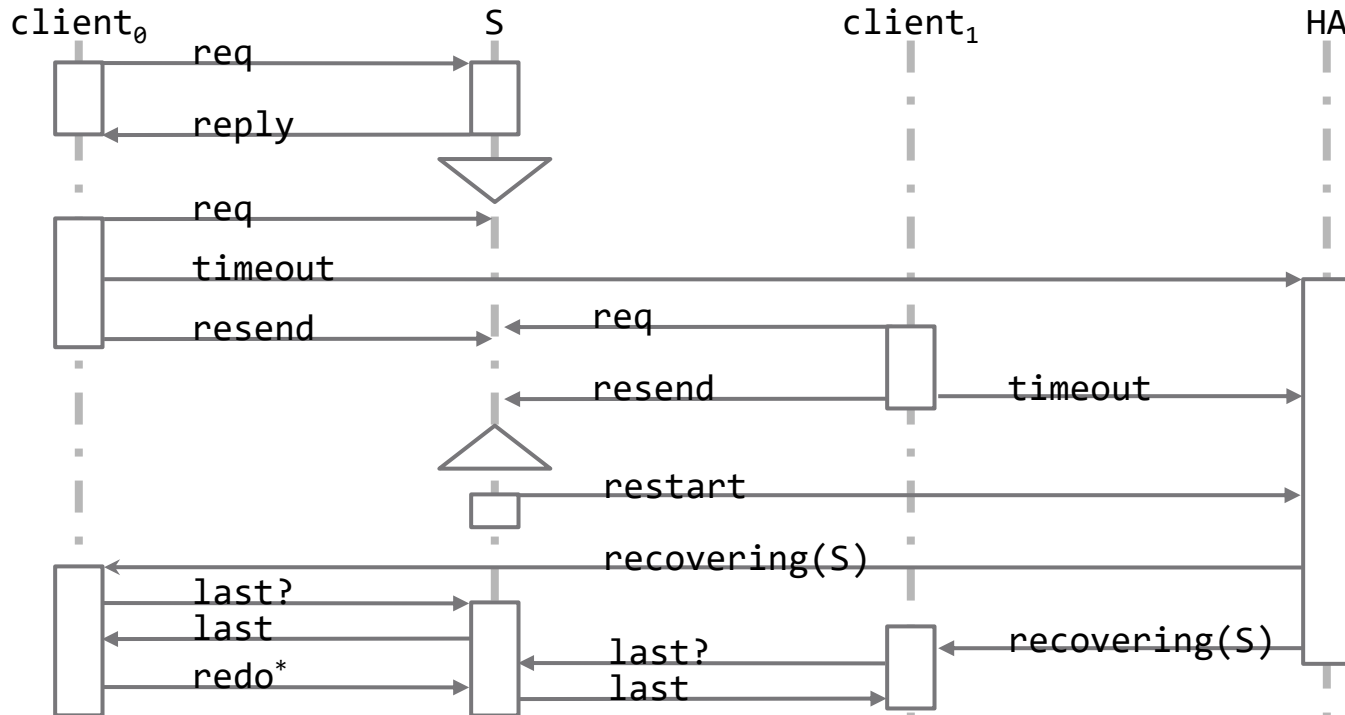 client₀ S client₁ HA
req
reply
req
timeout
resend req
resend timeout
restart
recovering(S)
last?
last recovering(S)
last?
redo*
last